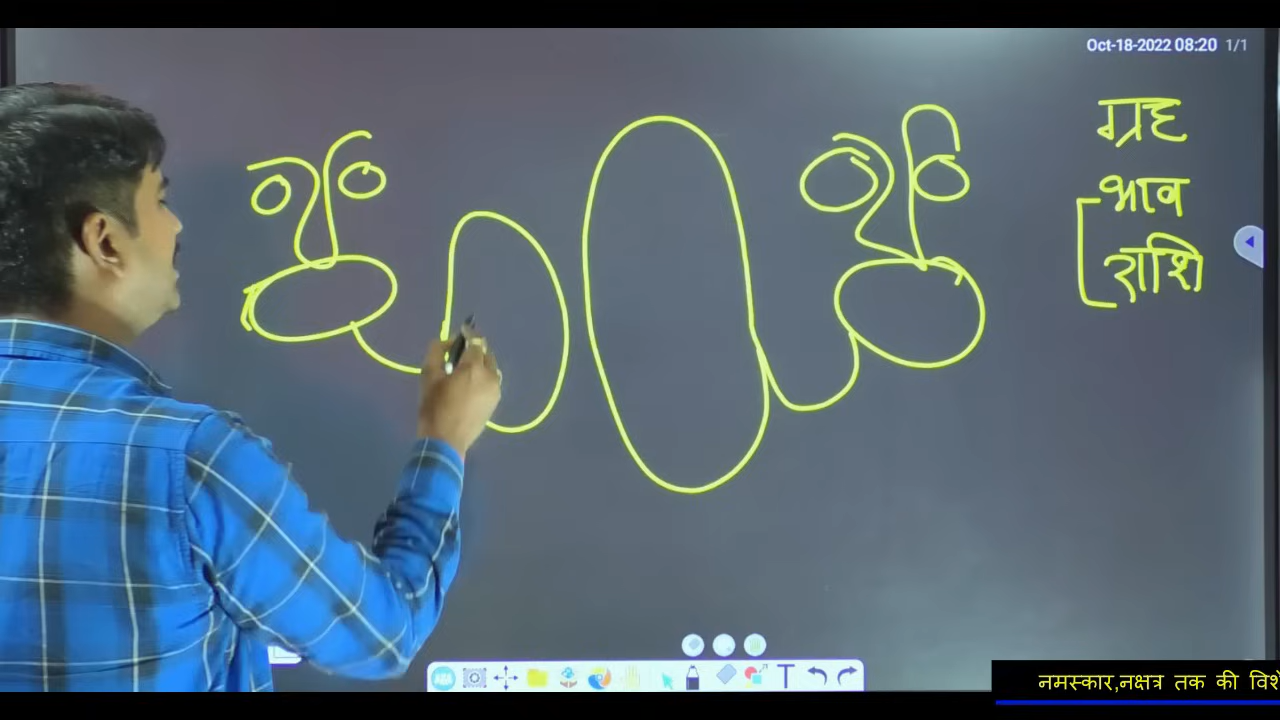 Oct-18-2022 08:20 1/1
ग्रह
भाव
राशि
T
नमस्कार,नक्षत्र तक की